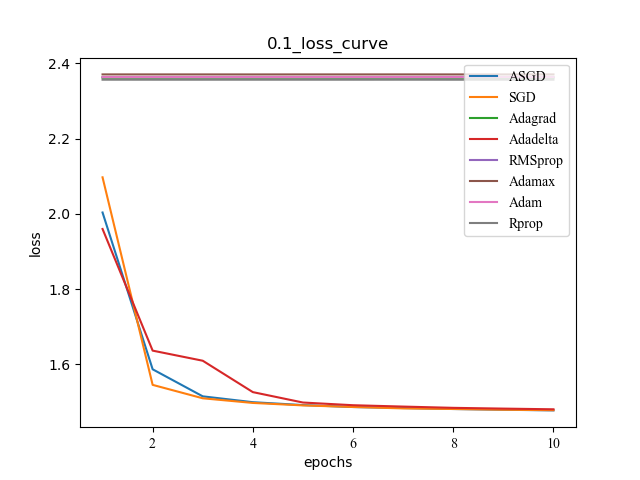 0.1_loss_curve
2.4
2.2
2.0
1.8
1.6
loss
ASGD
SGD
Adagrad
Adadelta
RMSprop
Adamax
Adam
Rprop
2
4
6
8
10
epochs